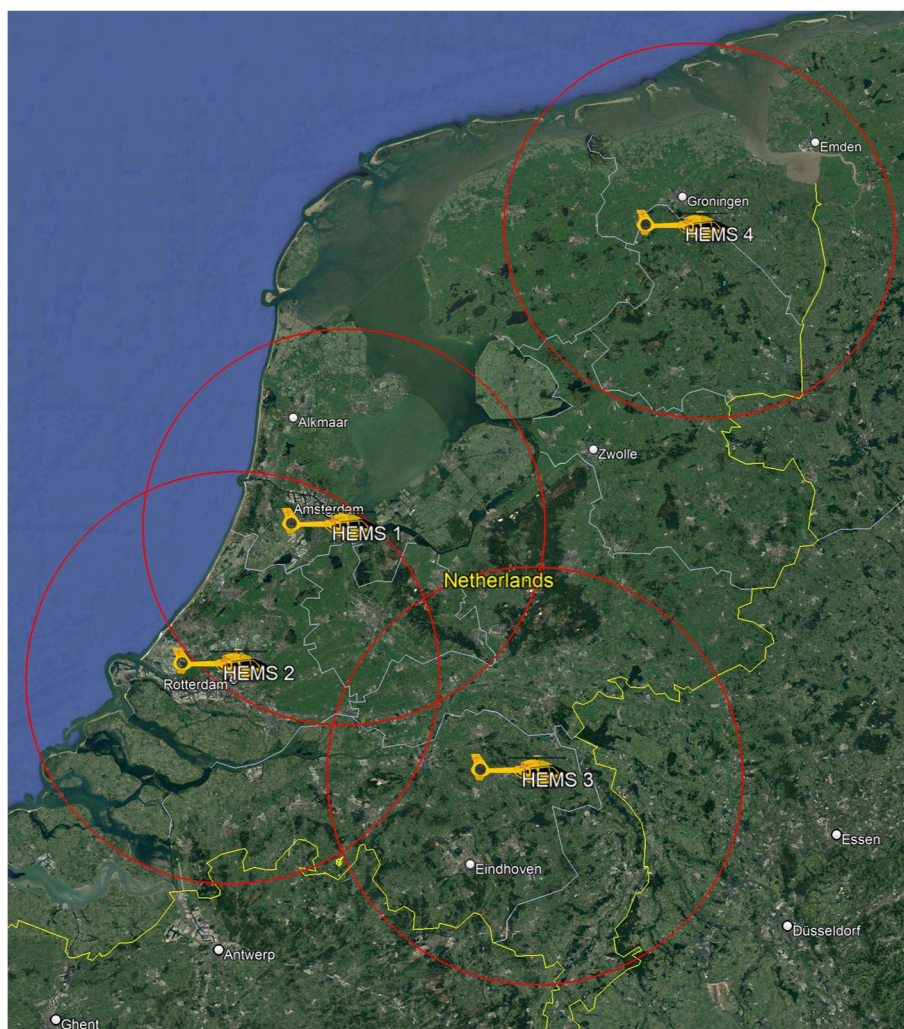 Emden
Groningen
HEMS 4
Alkmaar
Zwolle
Amsterdam
HEMS 1
Netherlands
HEMS 2
Rotterdam
HEMS 3
Essen
Eindhoven
Düsseldorf
Antwerp
Ghent